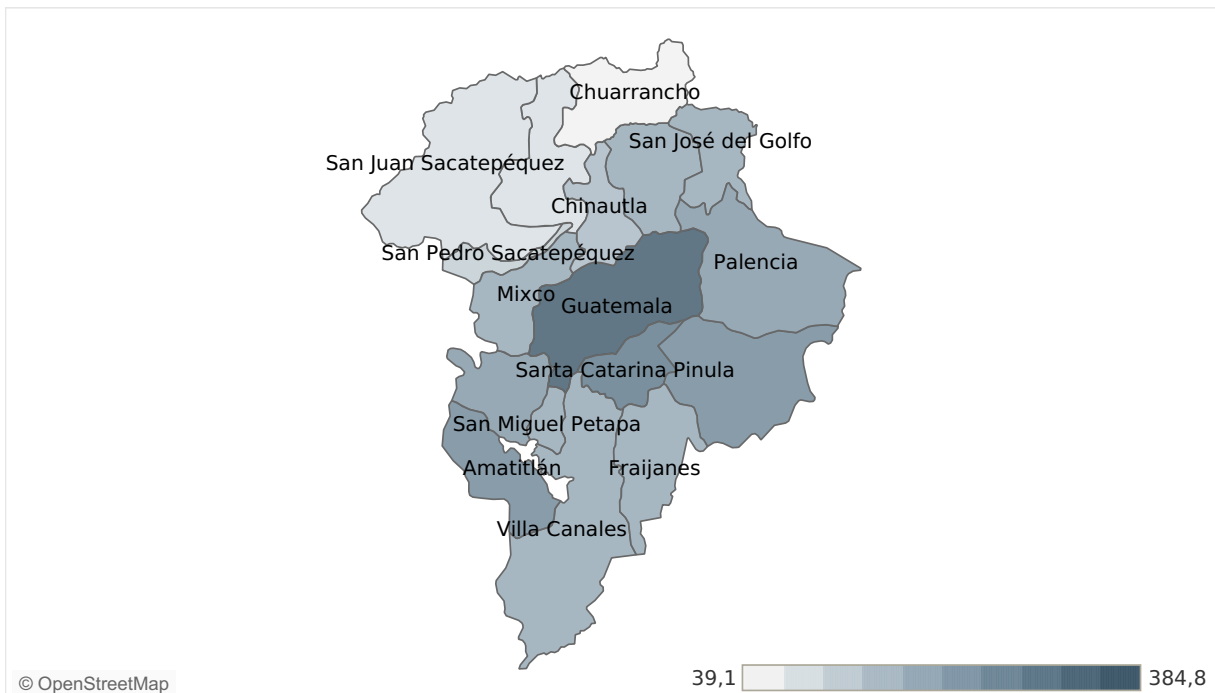 Chuarrancho
San José del Golfo
San Juan Sacatepéquez
Chinautla
San Pedro Sacatepéquez
Palencia
Mixco
Guatemala
Santa Catarina Pinula
San Miguel Petapa
Amatitlán
Fraijanes
Villa Canales
39,1
384,8
© OpenStreetMap